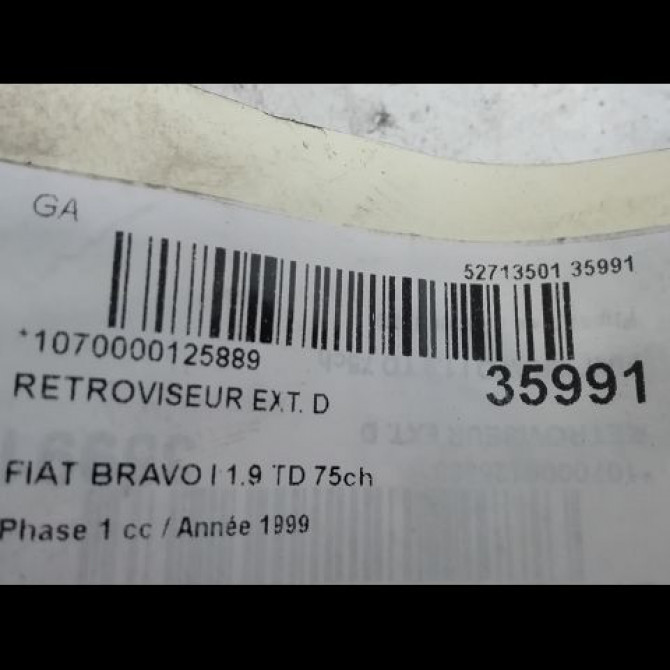 GA
52713501 35991
*1070000125889
35991
RETROVISEUR EXT. D
FIAT BRAVO I 1.9 TD 75ch
Phase 1 cc / Année 1999